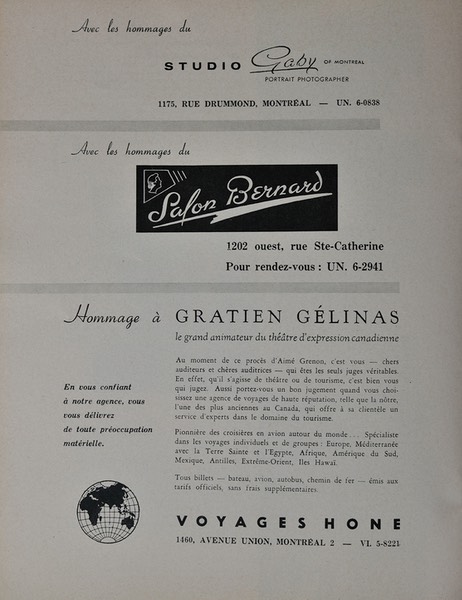 Avec les hommages du
STUDIO Gaby OF MONTREAL
PORTRAIT PHOTOGRAPHER
1175, RUE DRUMMOND, MONTRÉAL — UN. 6-0838
Avec les hommages du
Salon Bernard
1202 ouest, rue Ste-Catherine
Pour rendez-vous : UN. 6-2941
Hommage à GRATIEN GÉLINAS
le grand animateur du théâtre d'expression canadienne
Au moment de ce procès d'Aimé Grenon, c'est vous — chers
auditeurs et chères auditrices — qui êtes les seuls juges véritables.
En effet, qu'il s'agisse de théâtre ou de tourisme, c'est bien vous
qui jugez. Aussi portez-vous un bon jugement quand vous choi-
sissez une agence de voyages de haute réputation, telle que la nôtre,
l'une des plus anciennes au Canada, qui offre à sa clientèle un
service d'experts dans le domaine du tourisme.
Pionnière des croisières en avion autour du monde... Spécialiste
dans les voyages individuels et de groupes : Europe, Méditerranée
avec la Terre Sainte et l'Egypte, Afrique, Amérique du Sud,
Mexique, Antilles, Extrême-Orient, Iles Hawaï.
Tous billets — bateau, avion, autobus, chemin de fer — émis aux
tarifs officiels, sans frais supplémentaires.
En vous confiant
à notre agence, vous
vous délivrez
de toute préoccupation
matérielle.
VOYAGES HONE
1460, AVENUE UNION, MONTRÉAL 2 — VI. 5-8221